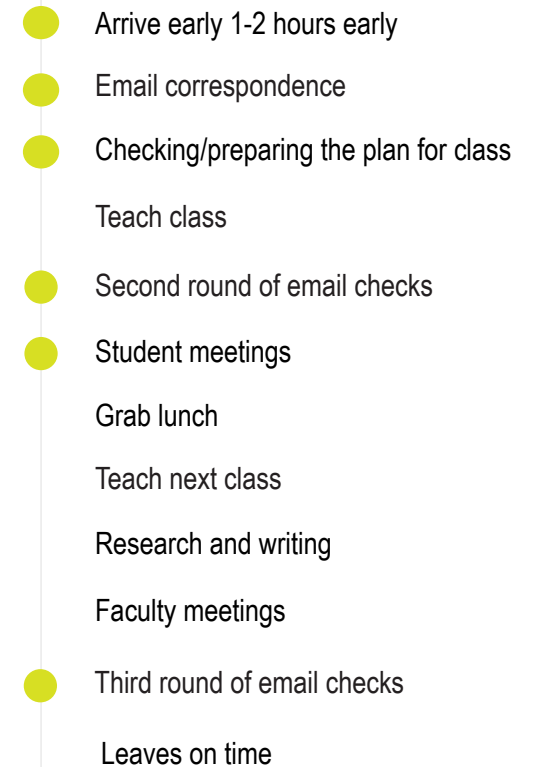 Arrive early 1-2 hours early
Email correspondence
Checking/preparing the plan for class
Teach class
Second round of email checks
Student meetings
Grab lunch
Teach next class
Research and writing
Faculty meetings
Third round of email checks
Leaves on time